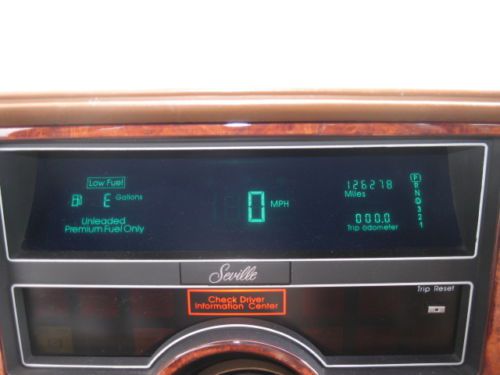 Low Fuel
E Gallons
Unleaded
Premium Fuel Only
0 MPH
126278
Miles
000.0
Trip Odometer
P
R
N
D
3
2
1
Seville
Check Driver
Information Center
Trip Reset